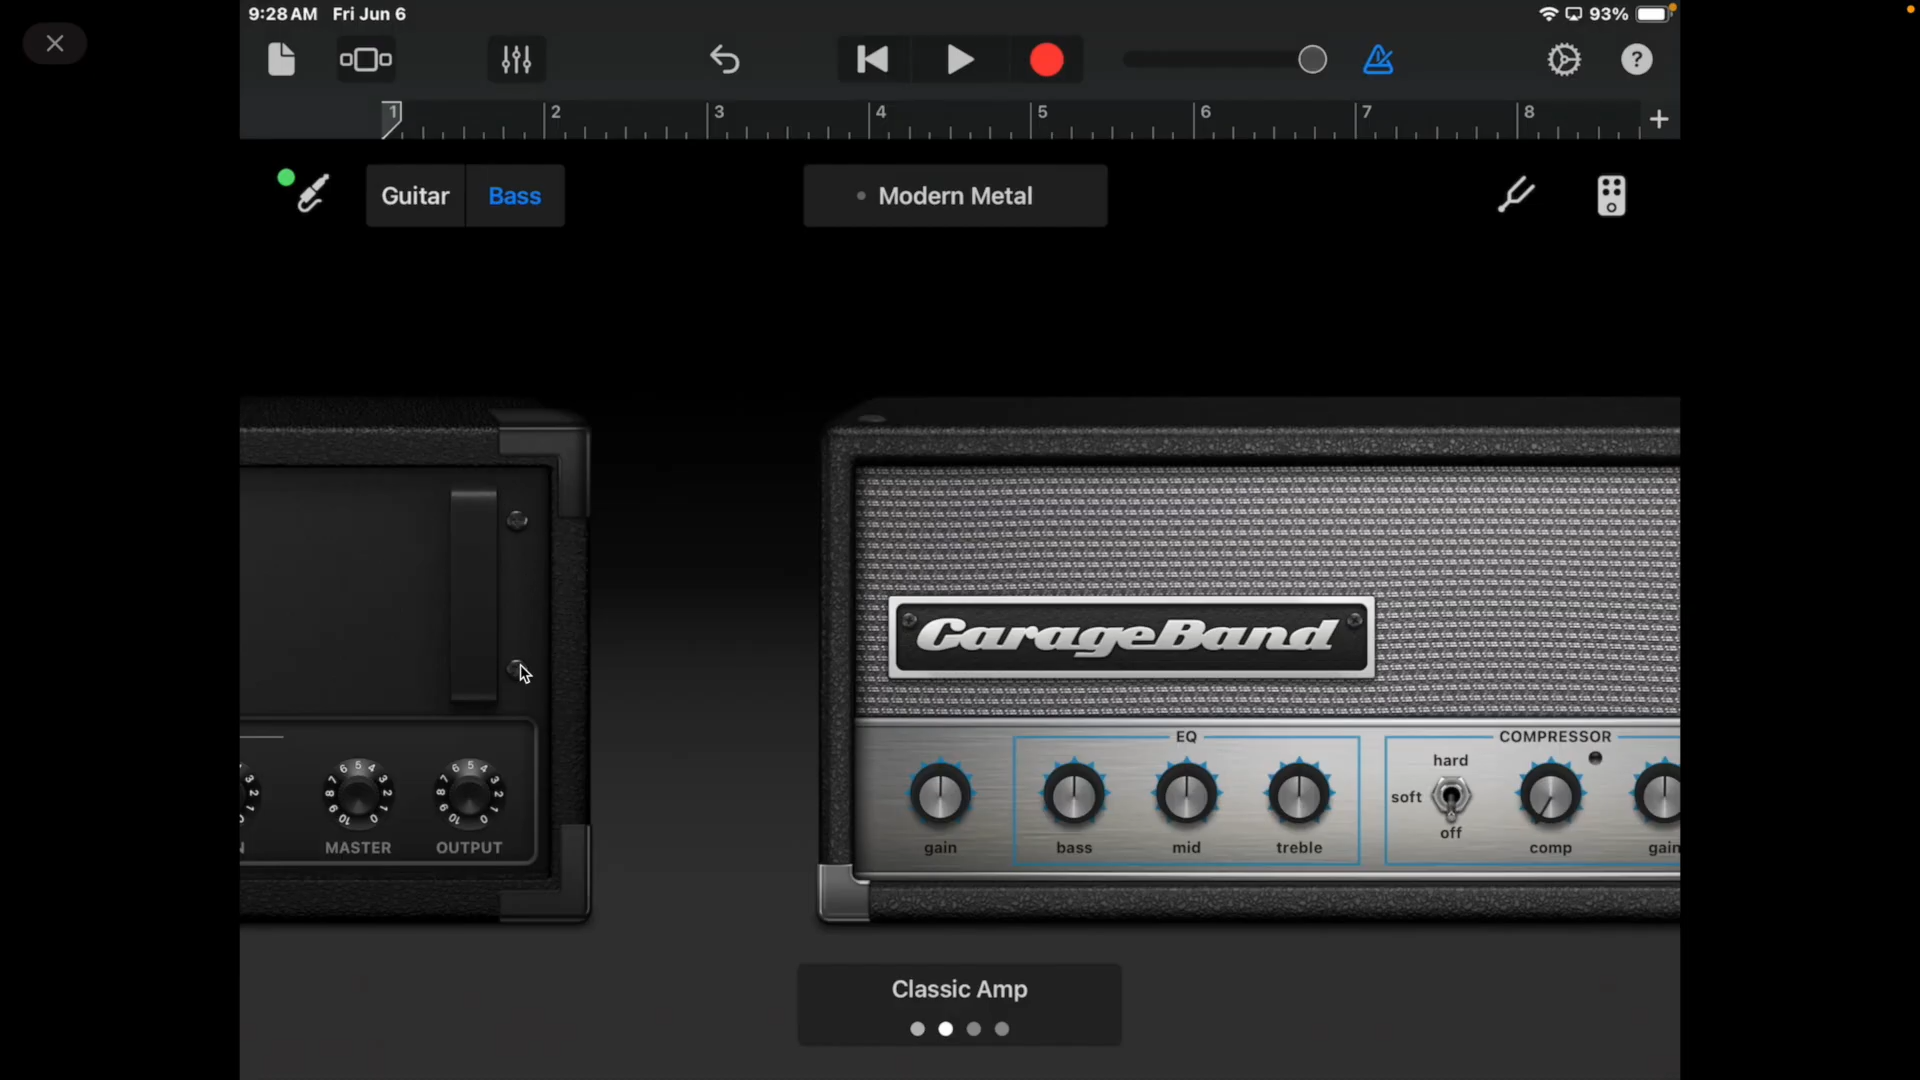 9:28 AM Fri Jun 6
93%
?
1 2 3 4 5 6 7 8 +
Guitar Bass
Modern Metal
GarageBand
EQ
COMPRESSOR
hard
soft
off
MASTER
OUTPUT
gain
bass
mid
treble
comp
gain
Classic Amp